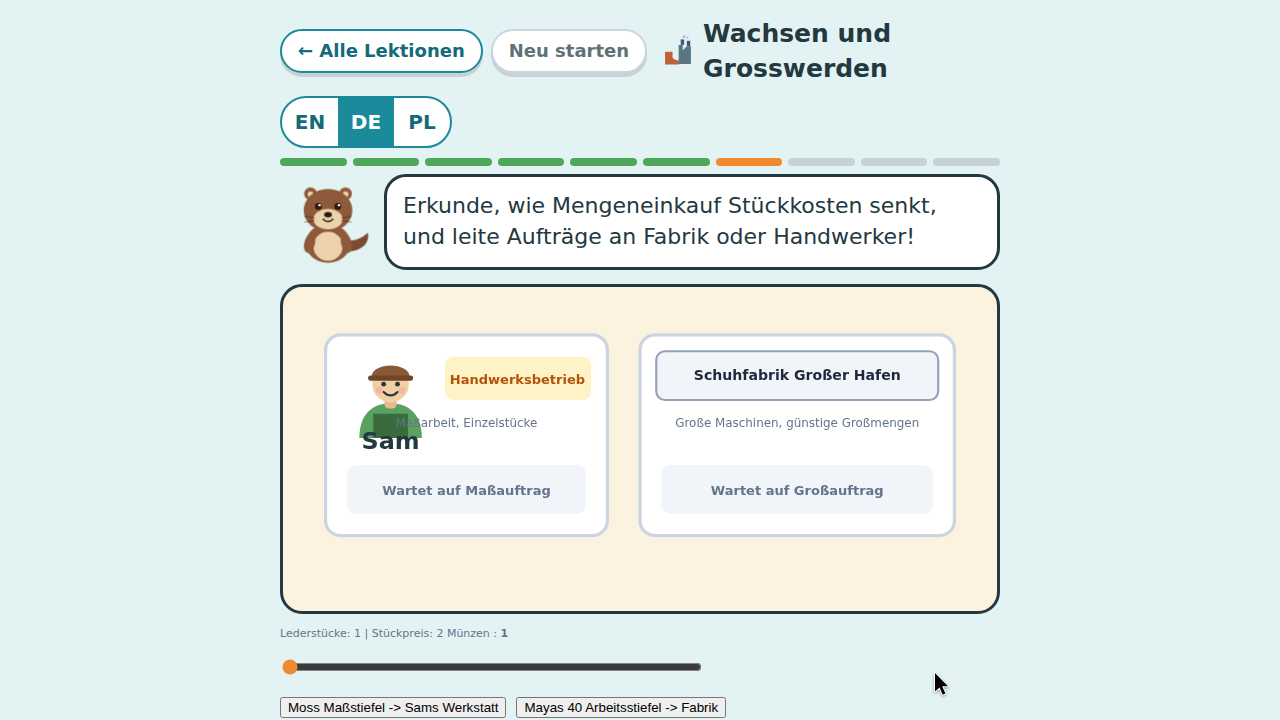 ← Alle Lektionen
Neu starten
Wachsen und
Grosswerden
EN DE PL
Erkunde, wie Mengeneinkauf Stückkosten senkt,
und leite Aufträge an Fabrik oder Handwerker!
Handwerksbetrieb
Maßarbeit, Einzelstücke
Sam
Wartet auf Maßauftrag
Schuhfabrik Großer Hafen
Große Maschinen, günstige Großmengen
Wartet auf Großauftrag
Lederstücke: 1 | Stückpreis: 2 Münzen : 1
Moss Maßstiefel -> Sams Werkstatt
Mayas 40 Arbeitsstiefel -> Fabrik